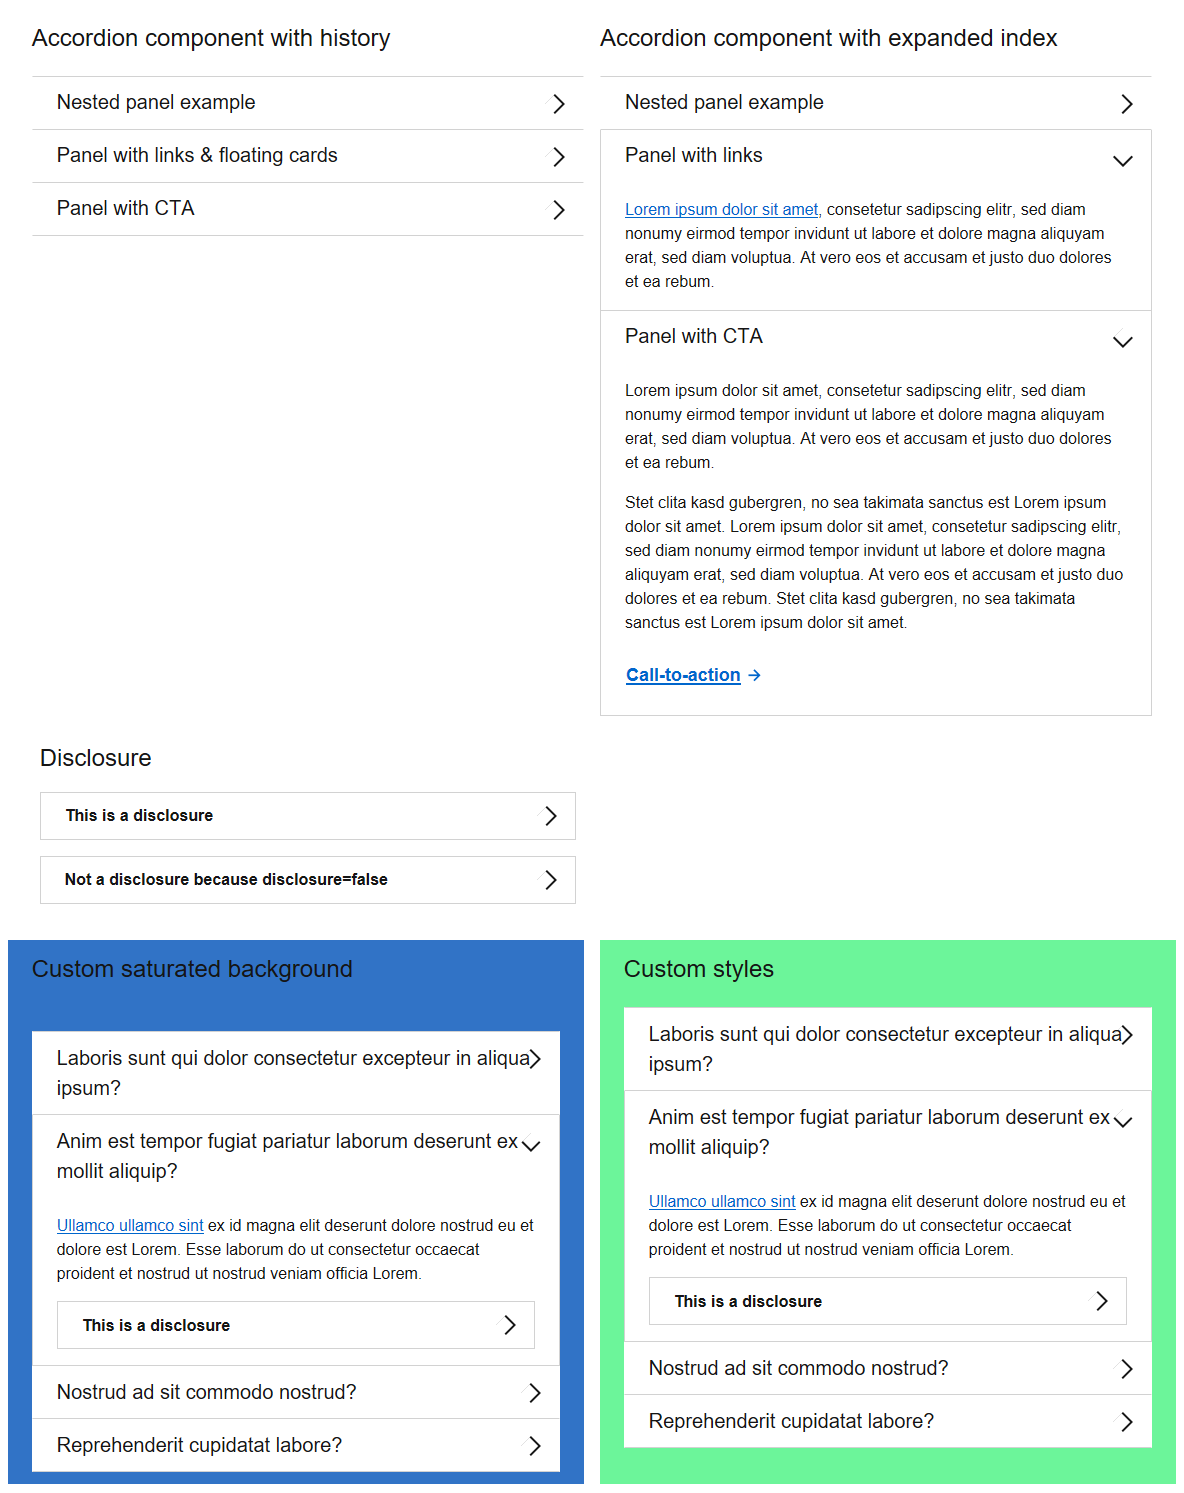 Accordion component with history
Nested panel example
Panel with links & floating cards
Panel with CTA
Accordion component with expanded index
Nested panel example
Panel with links
Lorem ipsum dolor sit amet, consetetur sadipscing elitr, sed diam
nonumy eirmod tempor invidunt ut labore et dolore magna aliquyam
erat, sed diam voluptua. At vero eos et accusam et justo duo dolores
et ea rebum.
Panel with CTA
Lorem ipsum dolor sit amet, consetetur sadipscing elitr, sed diam
nonumy eirmod tempor invidunt ut labore et dolore magna aliquyam
erat, sed diam voluptua. At vero eos et accusam et justo duo dolores
et ea rebum.
Stet clita kasd gubergren, no sea takimata sanctus est Lorem ipsum
dolor sit amet. Lorem ipsum dolor sit amet, consetetur sadipscing elitr,
sed diam nonumy eirmod tempor invidunt ut labore et dolore magna
aliquyam erat, sed diam voluptua. At vero eos et accusam et justo duo
dolores et ea rebum. Stet clita kasd gubergren, no sea takimata
sanctus est Lorem ipsum dolor sit amet.
Call-to-action
Disclosure
This is a disclosure
Not a disclosure because disclosure=false
Custom saturated background
Laboris sunt qui dolor consectetur excepteur in aliqua
ipsum?
Anim est tempor fugiat pariatur laborum deserunt ex
mollit aliquip?
Ullamco ullamco sint ex id magna elit deserunt dolore nostrud eu et
dolore est Lorem. Esse laborum do ut consectetur occaecat
proident et nostrud ut nostrud veniam officia Lorem.
This is a disclosure
Nostrud ad sit commodo nostrud?
Reprehenderit cupidatat labore?
Custom styles
Laboris sunt qui dolor consectetur excepteur in aliqua
ipsum?
Anim est tempor fugiat pariatur laborum deserunt ex
mollit aliquip?
Ullamco ullamco sint ex id magna elit deserunt dolore nostrud eu et
dolore est Lorem. Esse laborum do ut consectetur occaecat
proident et nostrud ut nostrud veniam officia Lorem.
This is a disclosure
Nostrud ad sit commodo nostrud?
Reprehenderit cupidatat labore?